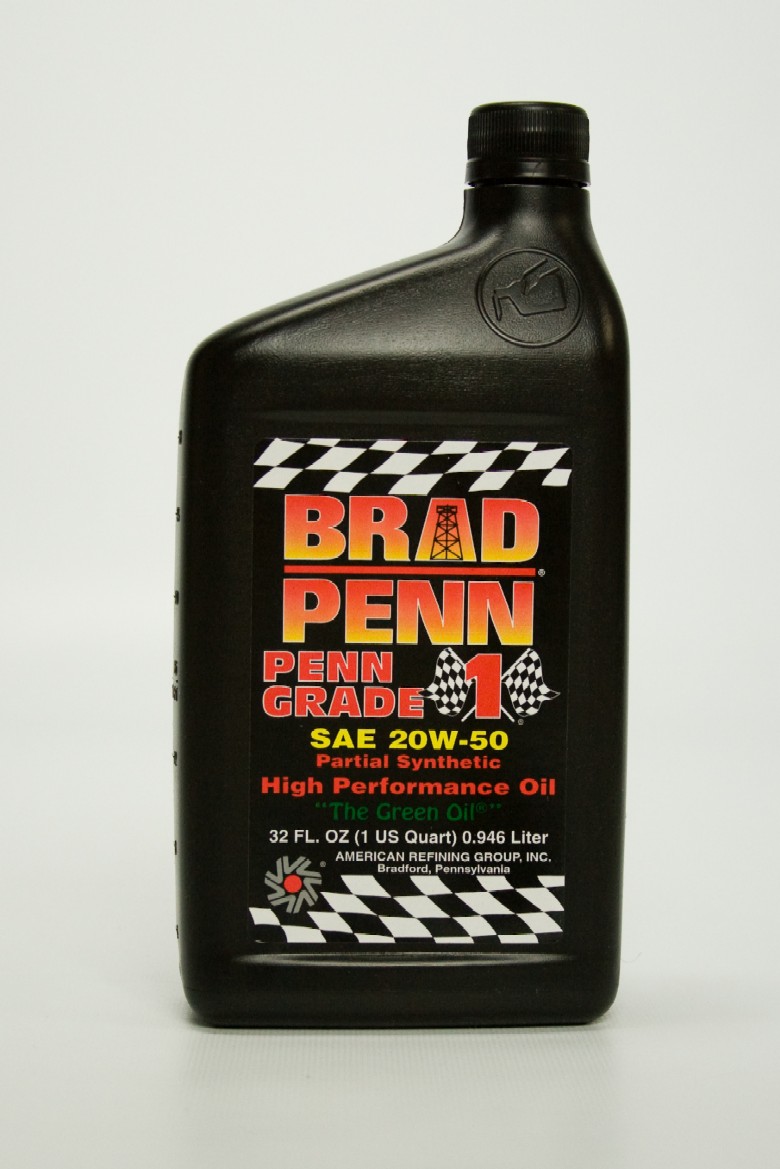 BRAD
®
PENN
PENN
GRADE 1
®
SAE 20W-50
Partial Synthetic
High Performance Oil
"The Green Oil®"
32 FL. OZ (1 US Quart) 0.946 Liter
®
AMERICAN REFINING GROUP, INC.
Bradford, Pennsylvania